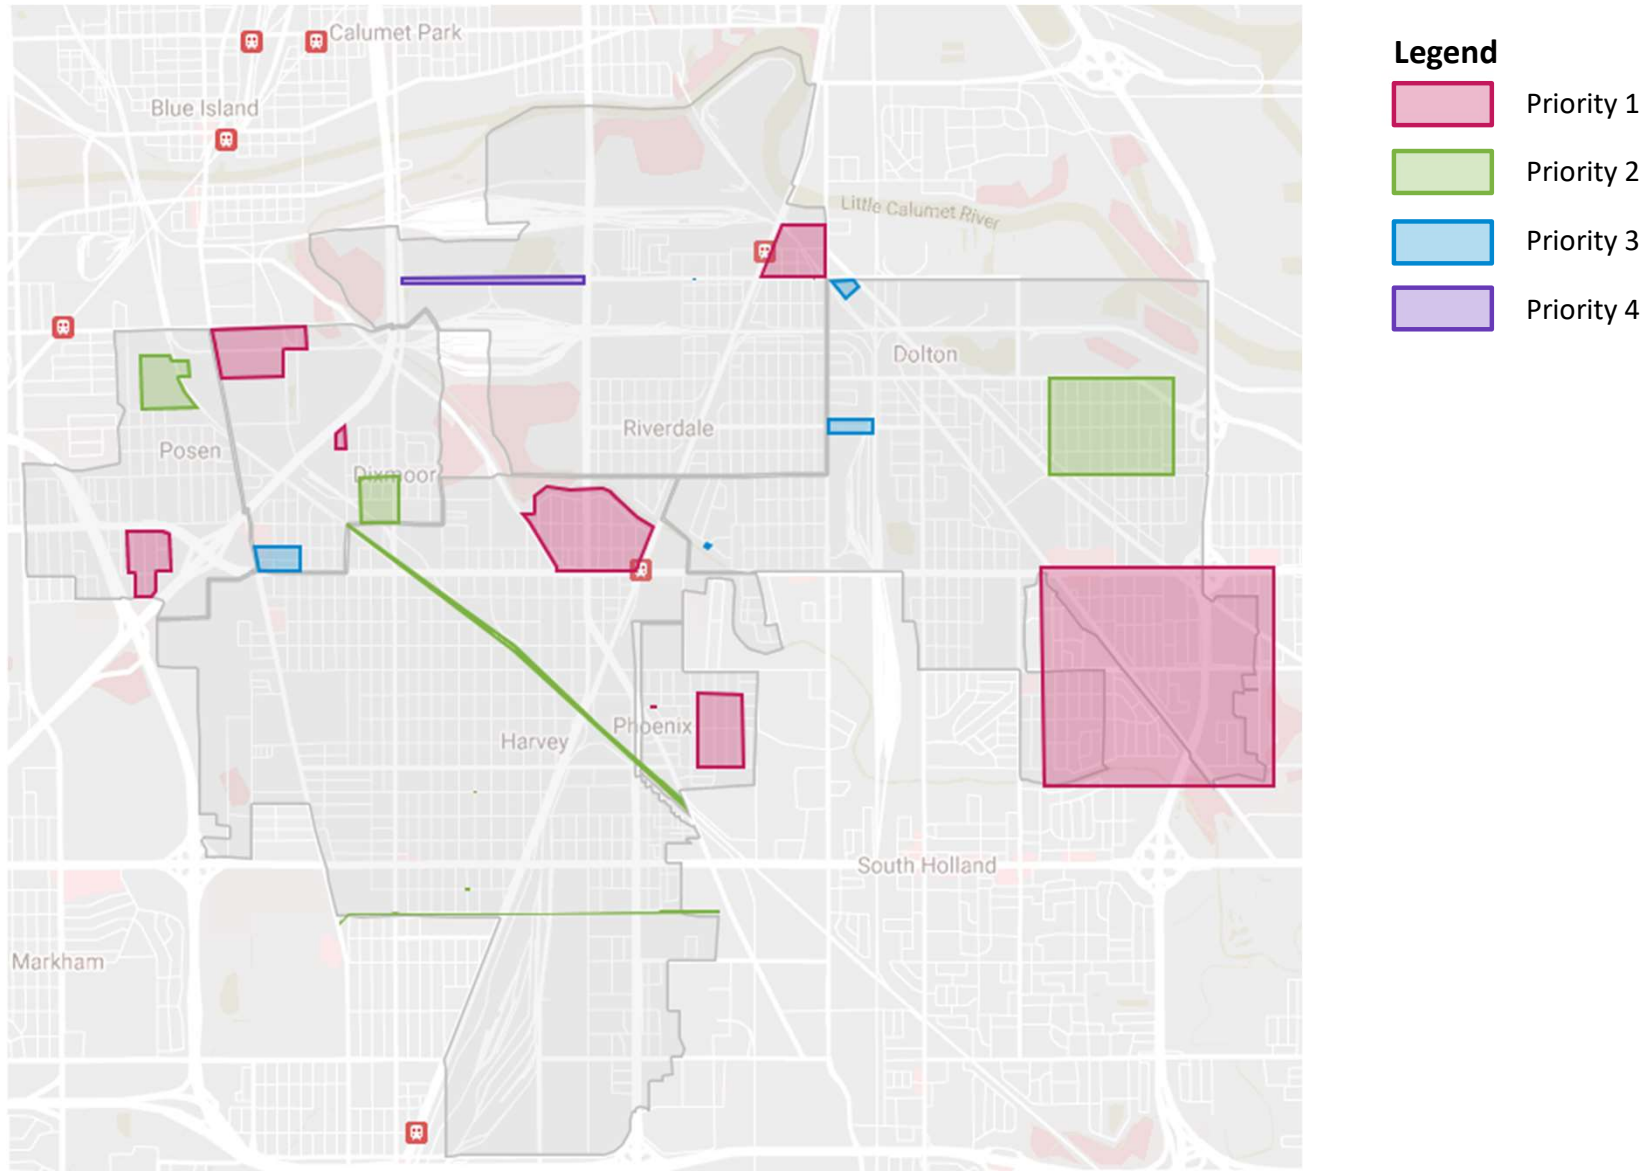 Calumet Park
Legend
Priority 1
Blue Island
Priority 2
Little Calumet River
Priority 3
Priority 4
Dolton
Riverdale
Posen
Dixmoor
Phoenix
Harvey
South Holland
Markham